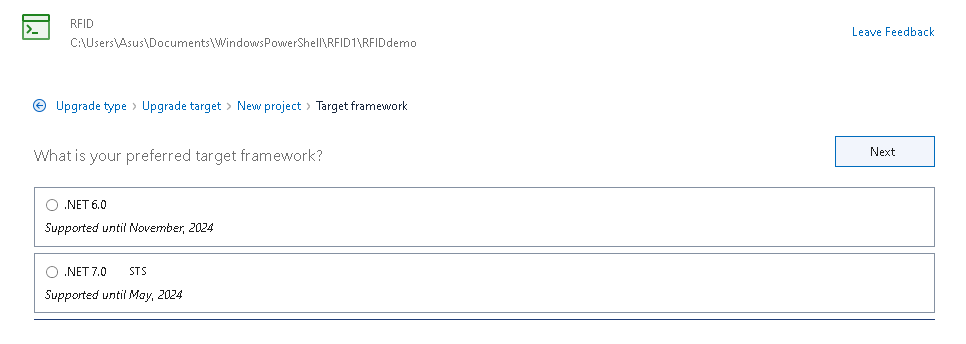 RFID
C:\Users\Asus\Documents\WindowsPowerShell\RFID1\RFIDdemo
Leave Feedback
Upgrade type > Upgrade target > New project > Target framework
What is your preferred target framework?
Next
.NET 6.0
Supported until November, 2024
.NET 7.0 STS
Supported until May, 2024